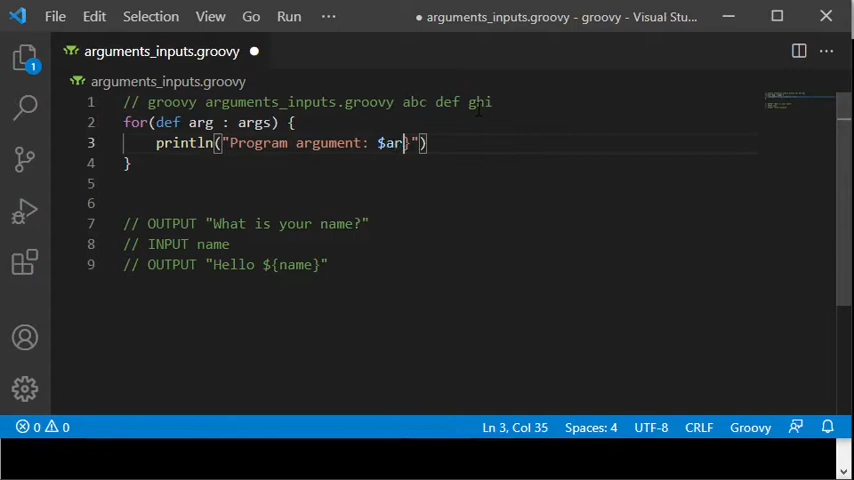 File Edit Selection View Go Run ··· ● arguments_inputs.groovy - groovy - Visual Stu...
arguments_inputs.groovy ●
arguments_inputs.groovy
1 // groovy arguments_inputs.groovy abc def ghi
2 for(def arg : args) {
3 println("Program argument: $ar}")
4 }
5
6
7 // OUTPUT "What is your name?"
8 // INPUT name
9 // OUTPUT "Hello ${name}"
1
0 0 Ln 3, Col 35 Spaces: 4 UTF-8 CRLF Groovy